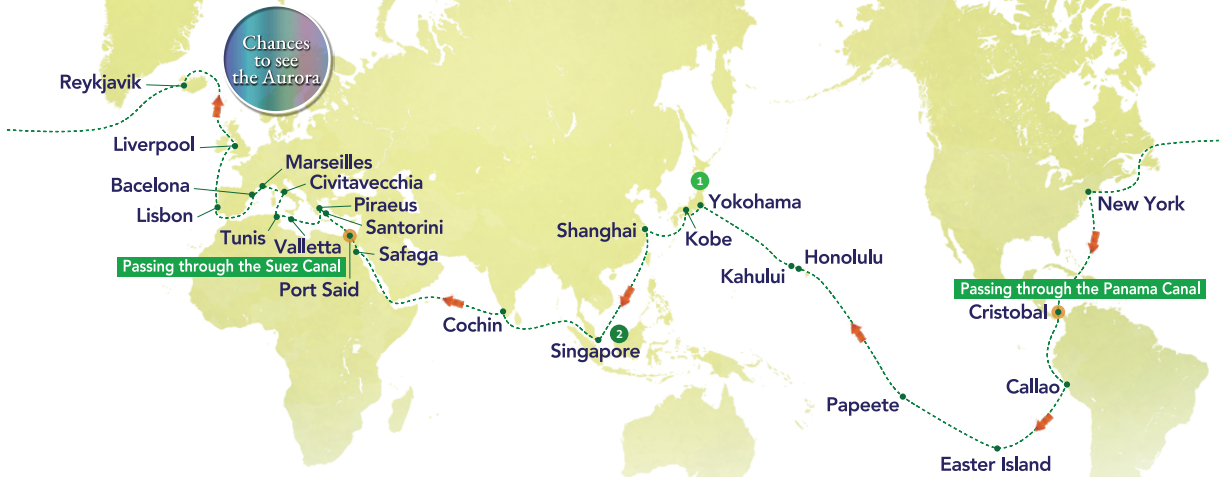 Chances
to see
the Aurora
Reykjavik
Liverpool
Marseilles
Bacelona
Civitavecchia
Lisbon
Piraeus
Santorini
Tunis
Valletta
Safaga
Passing through the Suez Canal
Port Said
Cochin
Shanghai
1
Yokohama
Kobe
2
Singapore
Honolulu
Kahului
New York
Passing through the Panama Canal
Cristobal
Callao
Papeete
Easter Island